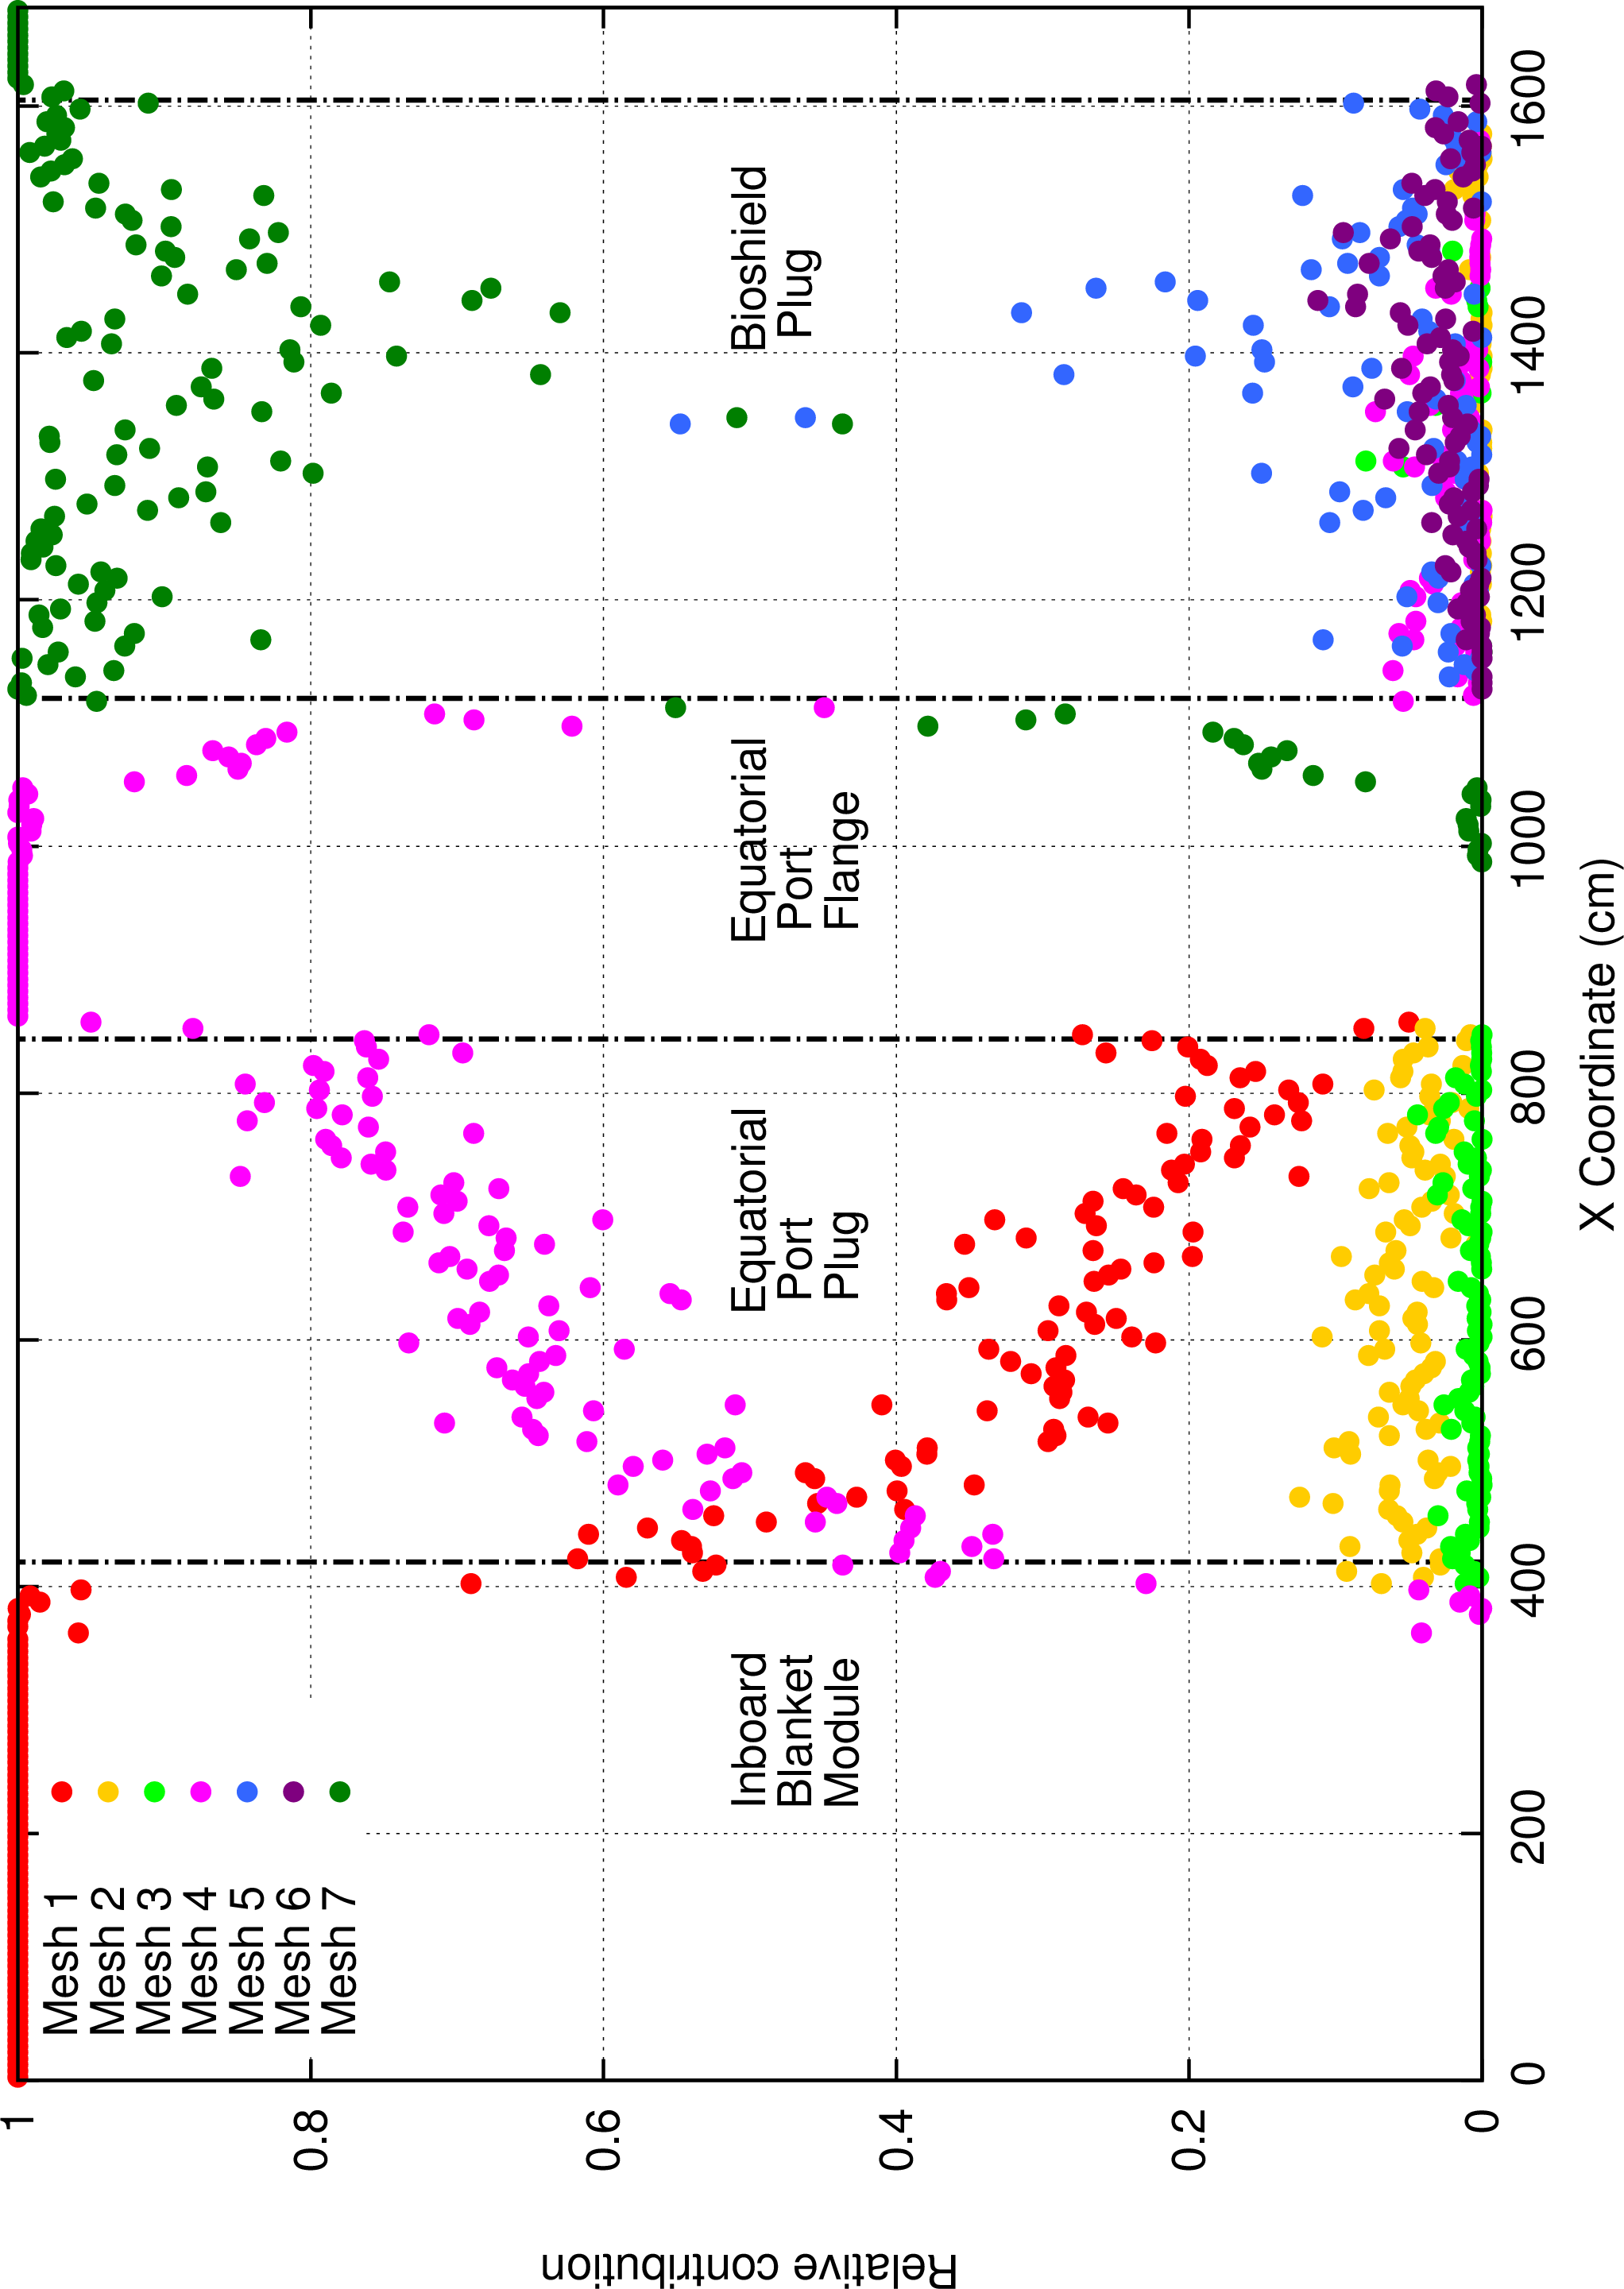 Relative contribution
1
0.8
0.6
0.4
0.2
0
Mesh 1
Mesh 2
Mesh 3
Mesh 4
Mesh 5
Mesh 6
Mesh 7
Inboard
Blanket
Module
Equatorial
Port
Plug
Equatorial
Port
Flange
Bioshield
Plug
0
200
400
600
800
1000
1200
1400
1600
X Coordinate (cm)